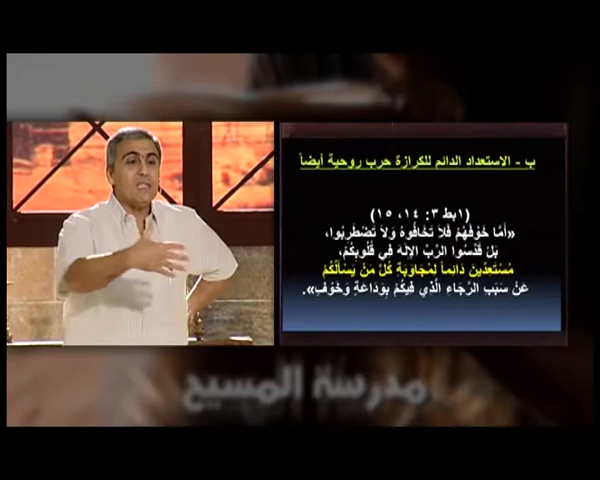 ب - الاستعداد الدائم للكرازة حرب روحية أيضاً
(١بط ٣: ١٤، ١٥)
«أَمَّا خَوْفَهُمْ فَلاَ تَخَافُوهُ وَلاَ تَضْطَرِبُوا،
بَلْ قَدِّسُوا الرَّبَّ الإِلَهَ فِي قُلُوبِكُمْ،
مُسْتَعِدِّينَ دَائِماً لِمُجَاوَبَةِ كُلِّ مَنْ يَسْأَلُكُمْ
عَنْ سَبَبِ الرَّجَاءِ الَّذِي فِيكُمْ بِوَدَاعَةٍ وَخَوْفٍ».
مدرسة المسيح